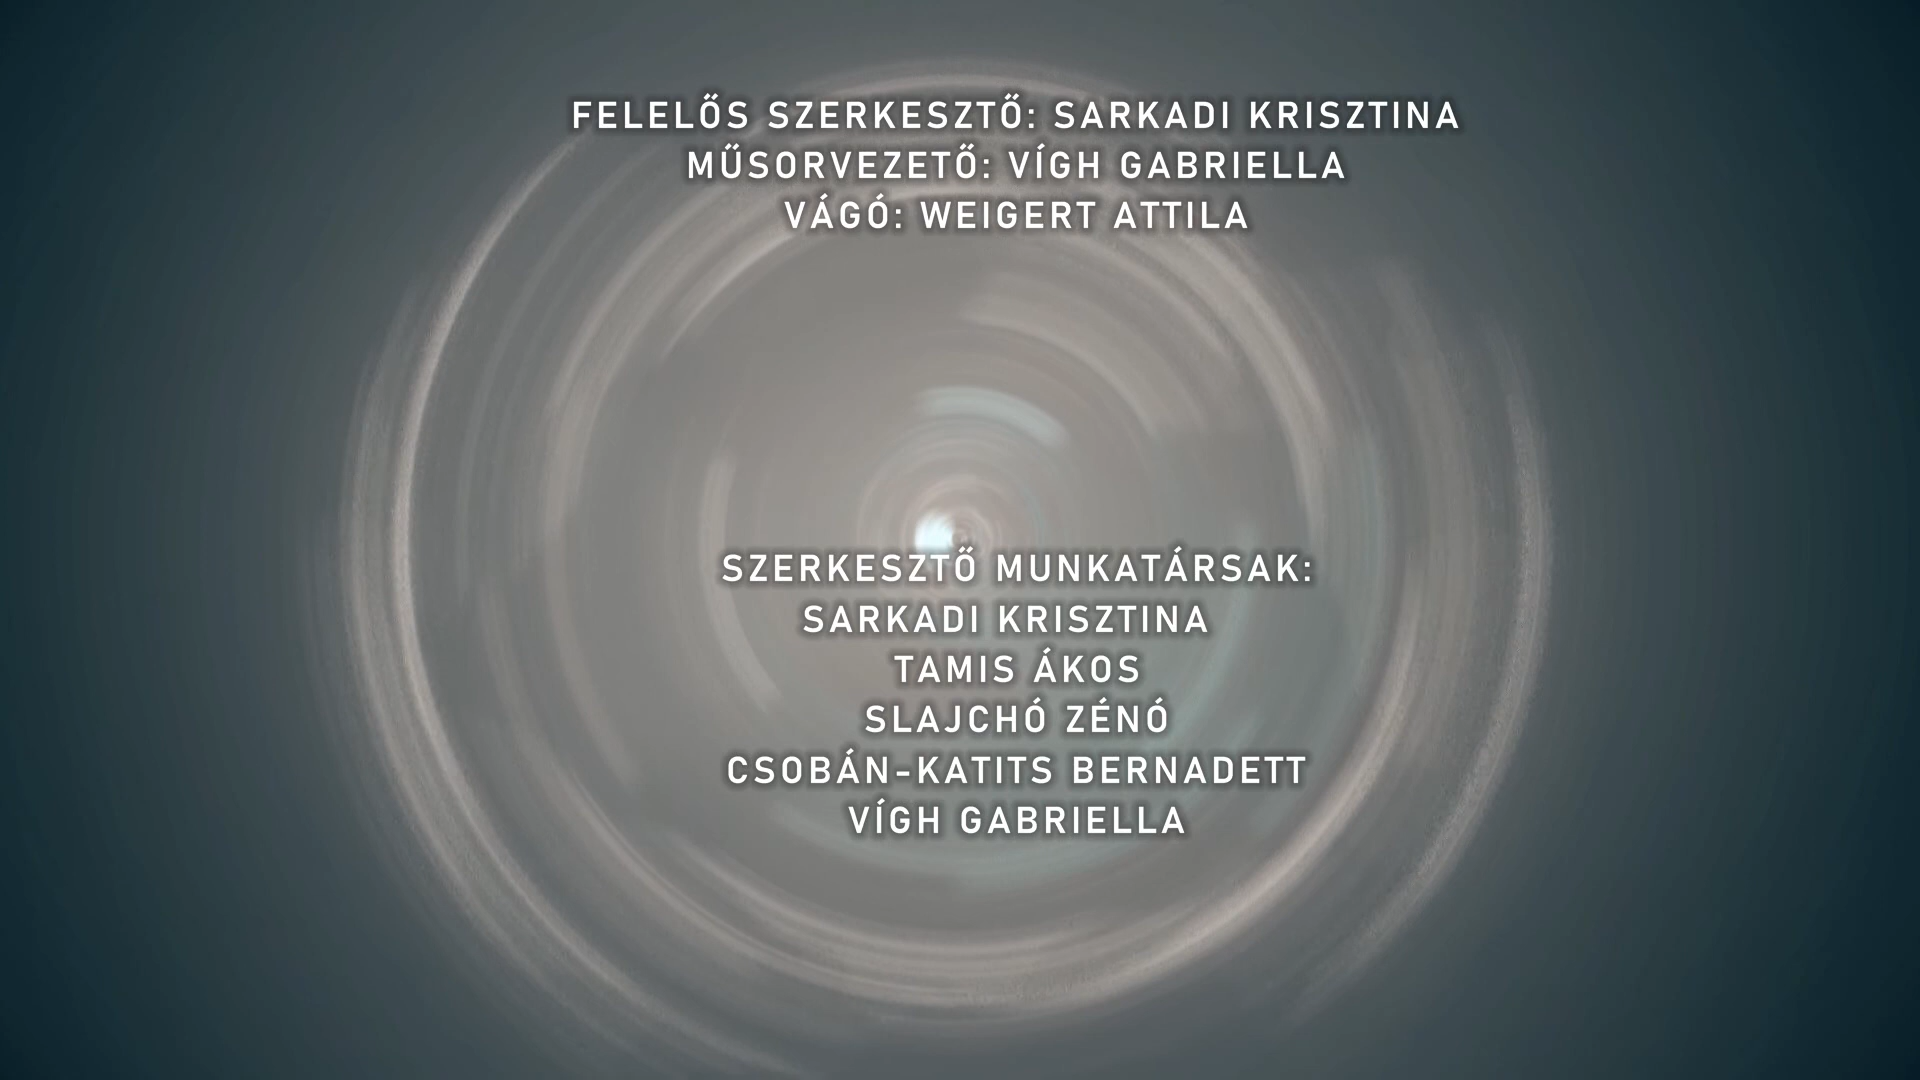 FELELŐS SZERKESZTŐ: SARKADI KRISZTINA
MŰSORVEZETŐ: VÍGH GABRIELLA
VÁGÓ: WEIGERT ATTILA
SZERKESZTŐ MUNKATÁRSAK:
SARKADI KRISZTINA
TAMIS ÁKOS
SLAJCHÓ ZÉNÓ
CSOBÁN-KATITS BERNADETT
VÍGH GABRIELLA